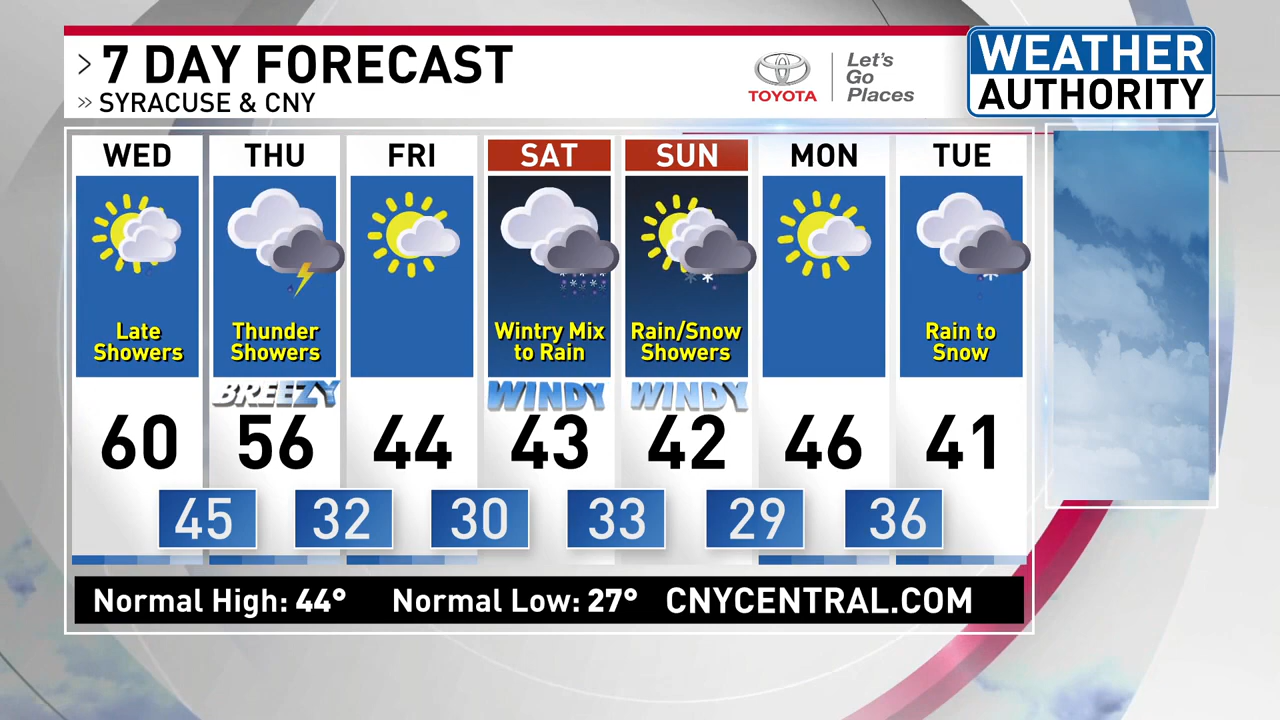 > 7 DAY FORECAST
» SYRACUSE & CNY
TOYOTA
Let's
Go
Places
WEATHER
AUTHORITY
WED THU FRI SAT SUN MON TUE
Late Showers
Thunder Showers
Wintry Mix to Rain
Rain/Snow Showers
Rain to Snow
BREEZY WINDY WINDY
60 56 44 43 42 46 41
45 32 30 33 29 36
Normal High: 44° Normal Low: 27° CNYCENTRAL.COM